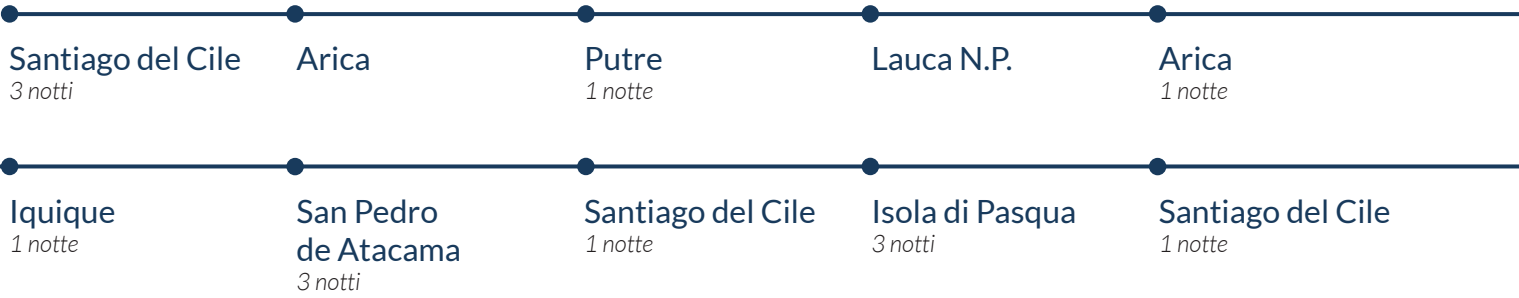 Santiago del Cile
3 notti
Arica
Putre
1 notte
Lauca N.P.
Arica
1 notte
Iquique
1 notte
San Pedro
de Atacama
3 notti
Santiago del Cile
1 notte
Isola di Pasqua
3 notti
Santiago del Cile
1 notte